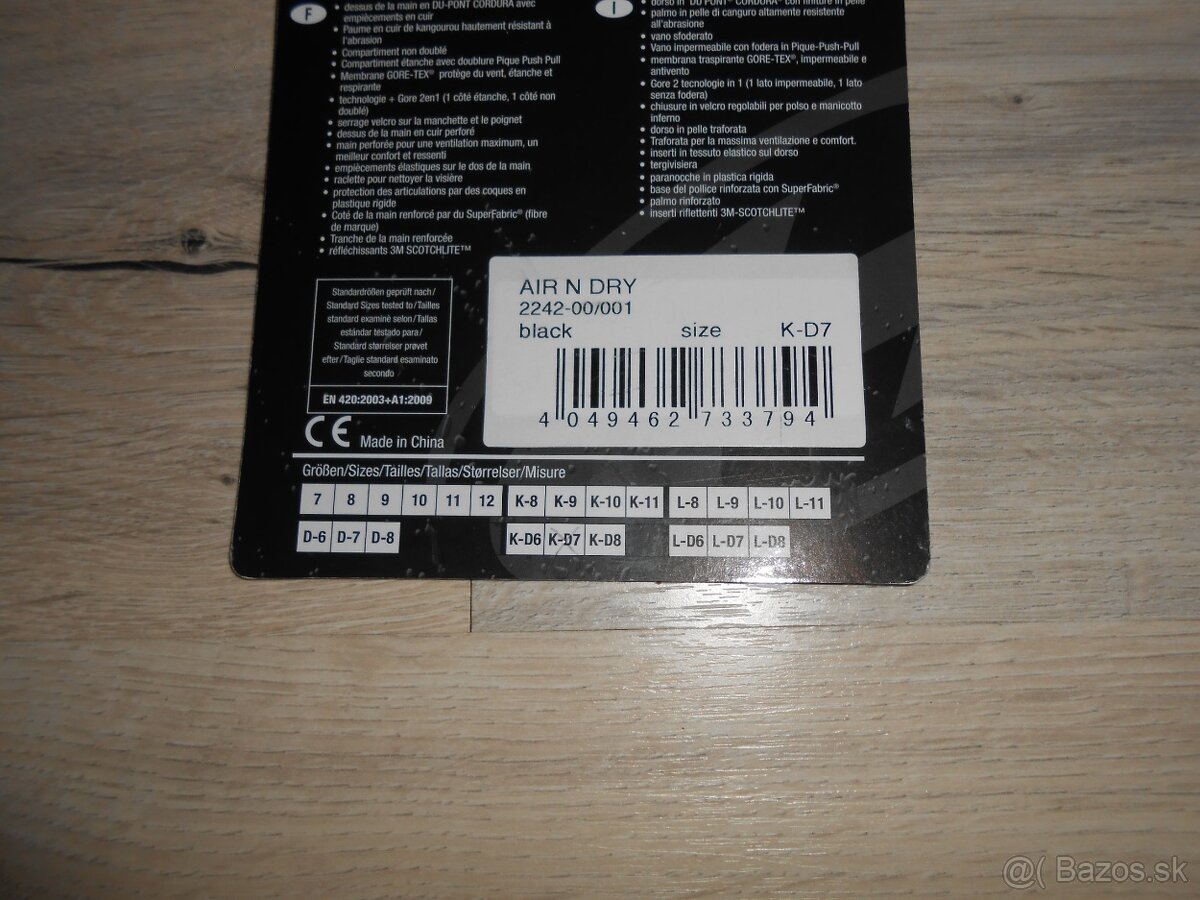 F
dessus de la main en DU-PONT CORDURA avec
empiècements en cuir
• Paume en cuir de kangourou hautement résistant à
l'abrasion
• Compartiment non doublé
• Compartiment étanche avec doublure Pique Push Pull
• Membrane GORE-TEX® protège du vent, étanche et
respirante
• technologie + Gore 2en1 (1 côté étanche, 1 côté non
doublé)
• serrage velcro sur la manchette et le poignet
• dessus de la main en cuir perforé
• main perforée pour une ventilation maximum, un
meilleur confort et ressenti
• empiècements élastiques sur le dos de la main
• raclette pour nettoyer la visière
• protection des articulations par des coques en
plastique rigide
• Coté de la main renforcé par du SuperFabric® (fibre
de marque)
• Tranche de la main renforcée
• réfléchissants 3M SCOTCHLITE™
I
• dorso in DU PONT® CORDURA® con finiture in pelle
• palmo in pelle di canguro altamente resistente
all'abrasione
• vano sfoderato
• Vano impermeabile con fodera in Pique-Push-Pull
• membrana traspirante GORE-TEX®, impermeabile e
antivento
• Gore 2 tecnologie in 1 (1 lato impermeabile, 1 lato
senza fodera)
• chiusure in velcro regolabili per polso e manicotto
inferno
• dorso in pelle traforata
• Traforata per la massima ventilazione e comfort.
• inserti in tessuto elastico sul dorso
• tergivisiera
• paranocche in plastica rigida
• base del pollice rinforzata con SuperFabric®
• palmo rinforzato
• inserti riflettenti 3M-SCOTCHLITE™
Standardrößen geprüft nach/
Standard Sizes tested to/Tailles
standard examinè selon/Tallas
estándar testado para/
Standard størrelser prøvet
efter/Taglie standard esaminato
secondo
EN 420:2003+A1:2009
CE Made in China
AIR N DRY
2242-00/001
black size K-D7
4 049462 733794
Größen/Sizes/Tailles/Tallas/Størrelser/Misure
7 8 9 10 11 12 K-8 K-9 K-10 K-11 L-8 L-9 L-10 L-11
D-6 D-7 D-8 K-D6 K-D7 K-D8 L-D6 L-D7 L-D8
@( Bazos.sk